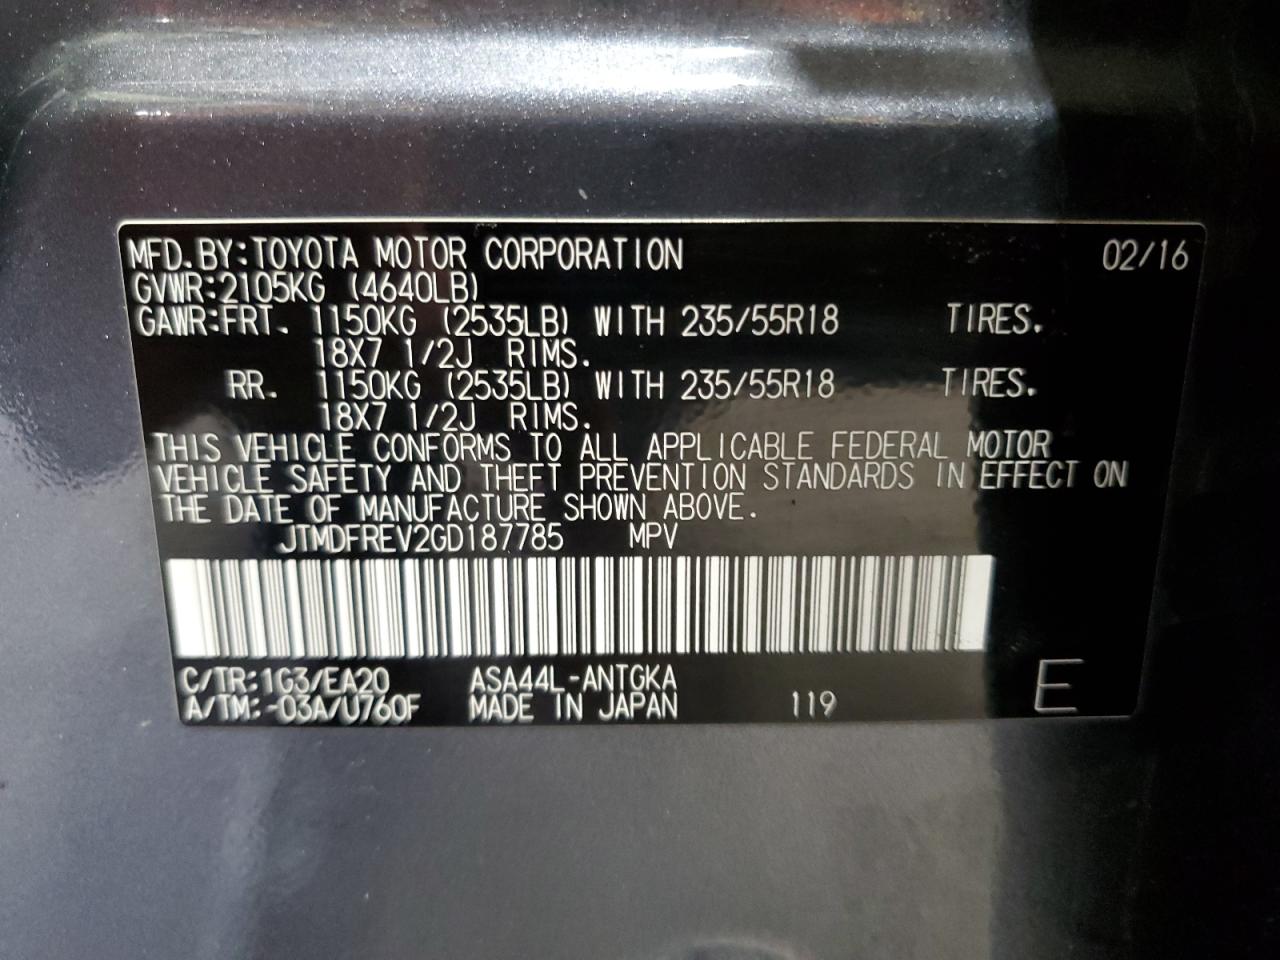 MFD. BY: TOYOTA MOTOR CORPORATION 02/16
GVWR: 2105KG (4640LB)
GAWR: FRT. 1150KG (2535LB) WITH 235/55R18 TIRES.
18X7 1/2J RIMS.
RR. 1150KG (2535LB) WITH 235/55R18 TIRES.
18X7 1/2J RIMS.
THIS VEHICLE CONFORMS TO ALL APPLICABLE FEDERAL MOTOR
VEHICLE SAFETY AND THEFT PREVENTION STANDARDS IN EFFECT ON
THE DATE OF MANUFACTURE SHOWN ABOVE.
JTMDFREV2GD187785 MPV
C/TR: 1G3/EA20 ASA44L-ANTGKA
A/TM: -03A/U760F MADE IN JAPAN 119 E